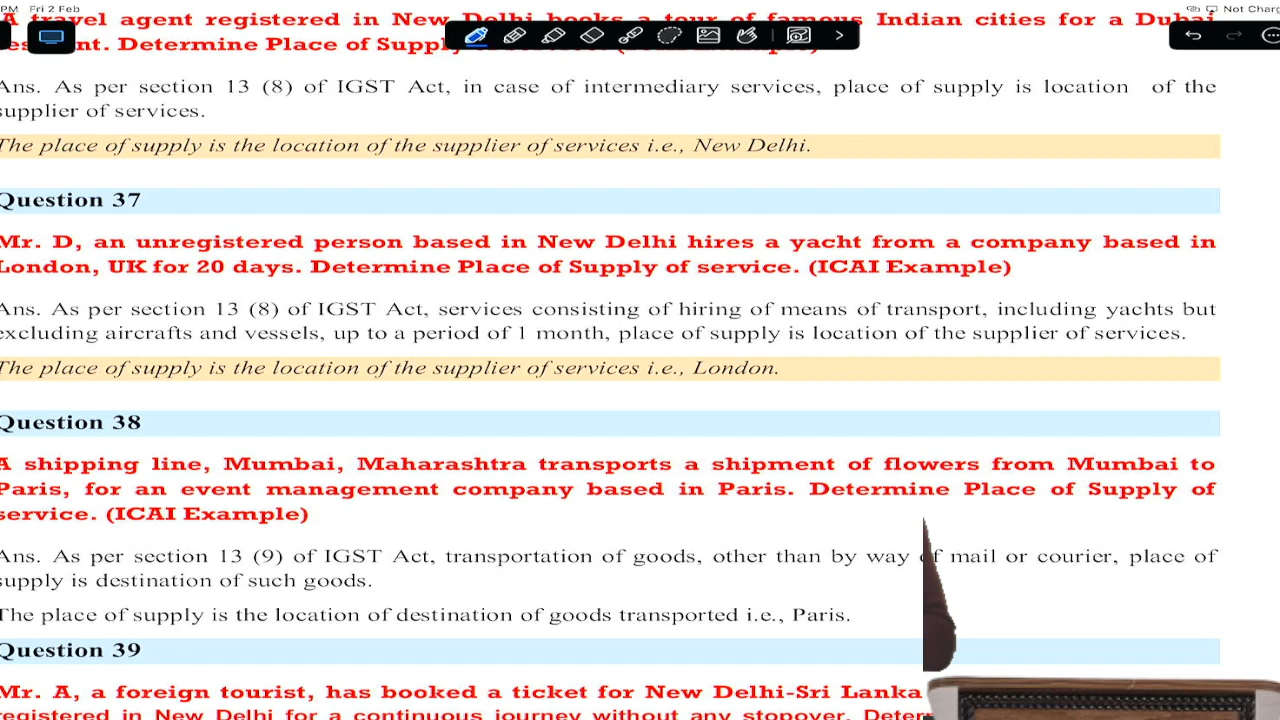 PM Fri 2 Feb
Not Charg
A travel agent registered in New Delhi books a tour of famous Indian cities for a Dubai
nt. Determine Place of Supply
Ans. As per section 13 (8) of IGST Act, in case of intermediary services, place of supply is location of the
supplier of services.
The place of supply is the location of the supplier of services i.e., New Delhi.
Question 37
Mr. D, an unregistered person based in New Delhi hires a yacht from a company based in
London, UK for 20 days. Determine Place of Supply of service. (ICAI Example)
Ans. As per section 13 (8) of IGST Act, services consisting of hiring of means of transport, including yachts but
excluding aircrafts and vessels, up to a period of 1 month, place of supply is location of the supplier of services.
The place of supply is the location of the supplier of services i.e., London.
Question 38
A shipping line, Mumbai, Maharashtra transports a shipment of flowers from Mumbai to
Paris, for an event management company based in Paris. Determine Place of Supply of
service. (ICAI Example)
Ans. As per section 13 (9) of IGST Act, transportation of goods, other than by way of mail or courier, place of
supply is destination of such goods.
The place of supply is the location of destination of goods transported i.e., Paris.
Question 39
Mr. A, a foreign tourist, has booked a ticket for New Delhi-Sri Lanka
registered in New Delhi for a continuous journey without any stopover. Deter